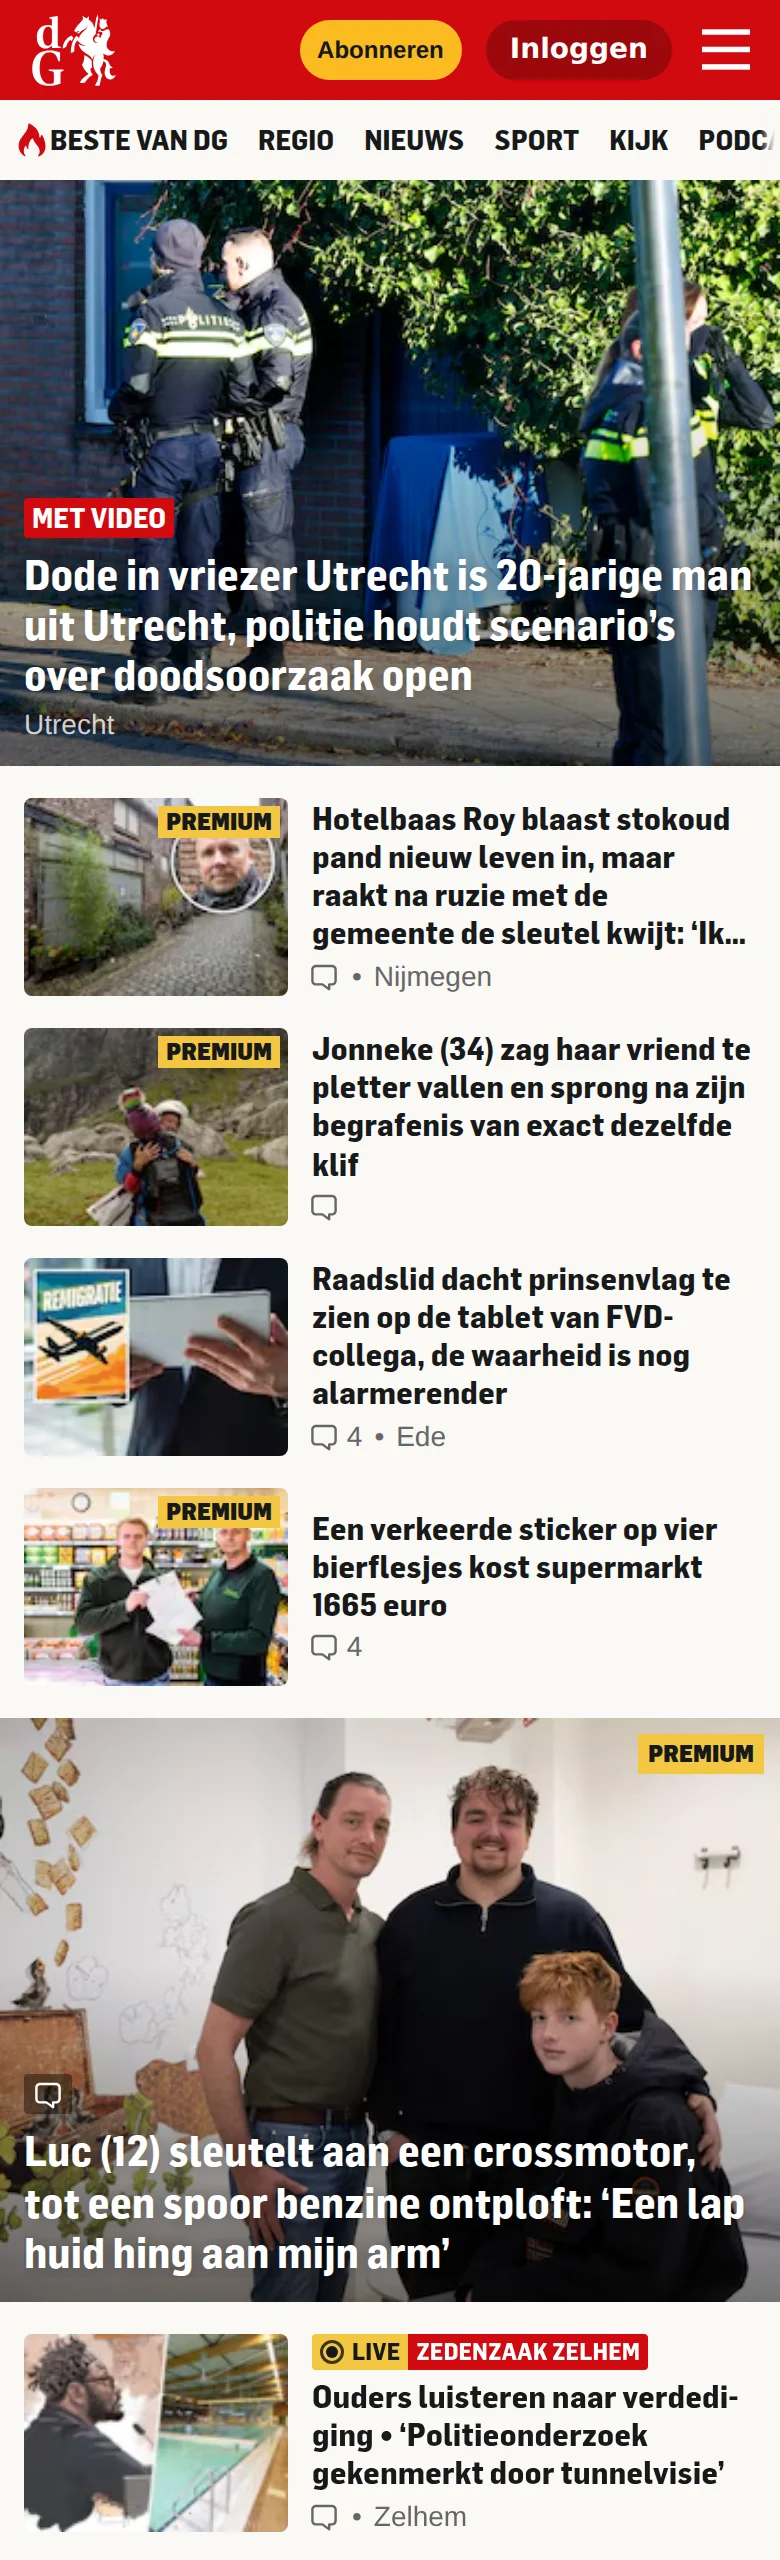 dG
Abonneren
Inloggen
BESTE VAN DG
REGIO
NIEUWS
SPORT
KIJK
PODCA
POLITIE
MET VIDEO
Dode in vriezer Utrecht is 20-jarige man
uit Utrecht, politie houdt scenario’s
over doodsoorzaak open
Utrecht
PREMIUM
Hotelbaas Roy blaast stokoud
pand nieuw leven in, maar
raakt na ruzie met de
gemeente de sleutel kwijt: ‘Ik...
• Nijmegen
PREMIUM
Jonneke (34) zag haar vriend te
pletter vallen en sprong na zijn
begrafenis van exact dezelfde
klif
REMIGRATIE
Raadslid dacht prinsenvlag te
zien op de tablet van FVD-
collega, de waarheid is nog
alarmerender
4 • Ede
PREMIUM
Een verkeerde sticker op vier
bierflesjes kost supermarkt
1665 euro
4
PREMIUM
Luc (12) sleutelt aan een crossmotor,
tot een spoor benzine ontploft: ‘Een lap
huid hing aan mijn arm’
LIVE ZEDENZAAK ZELHEM
Ouders luisteren naar verdedi-
ging • ‘Politieonderzoek
gekenmerkt door tunnelvisie’
• Zelhem